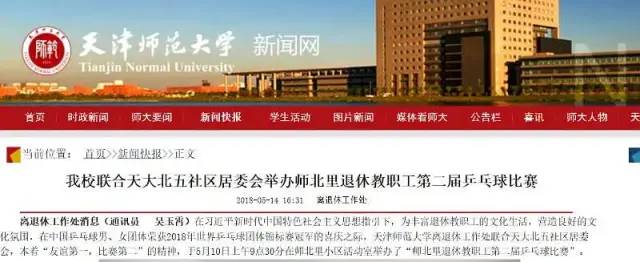 天津师范大学 新闻网
Tianjin Normal University
首页 时政新闻 师大要闻 新闻快报 学生活动 图片新闻 媒体看师大 公告栏 喜讯 师大人物 天
当前位置: 首页>>新闻快报>>正文
我校联合天大北五社区居委会举办师北里退休教职工第二届乒乓球比赛
2018-05-14 16:31 离退休工作处
离退休工作处消息(通讯员 吴玉霄)在习近平新时代中国特色社会主义思想指引下,为丰富退休教职工的文化生活,营造良好的文
化氛围,在中国乒乓球男、女团体荣获2018年世界乒乓球团体锦标赛冠军的喜庆之际,天津师范大学离退休工作处联合天大北五社区居委
会,本着“友谊第一,比赛第二”的精神,于5月10日上午9点30分在师北里小区活动室举办了“师北里退休教职工第二届乒乓球比赛”。